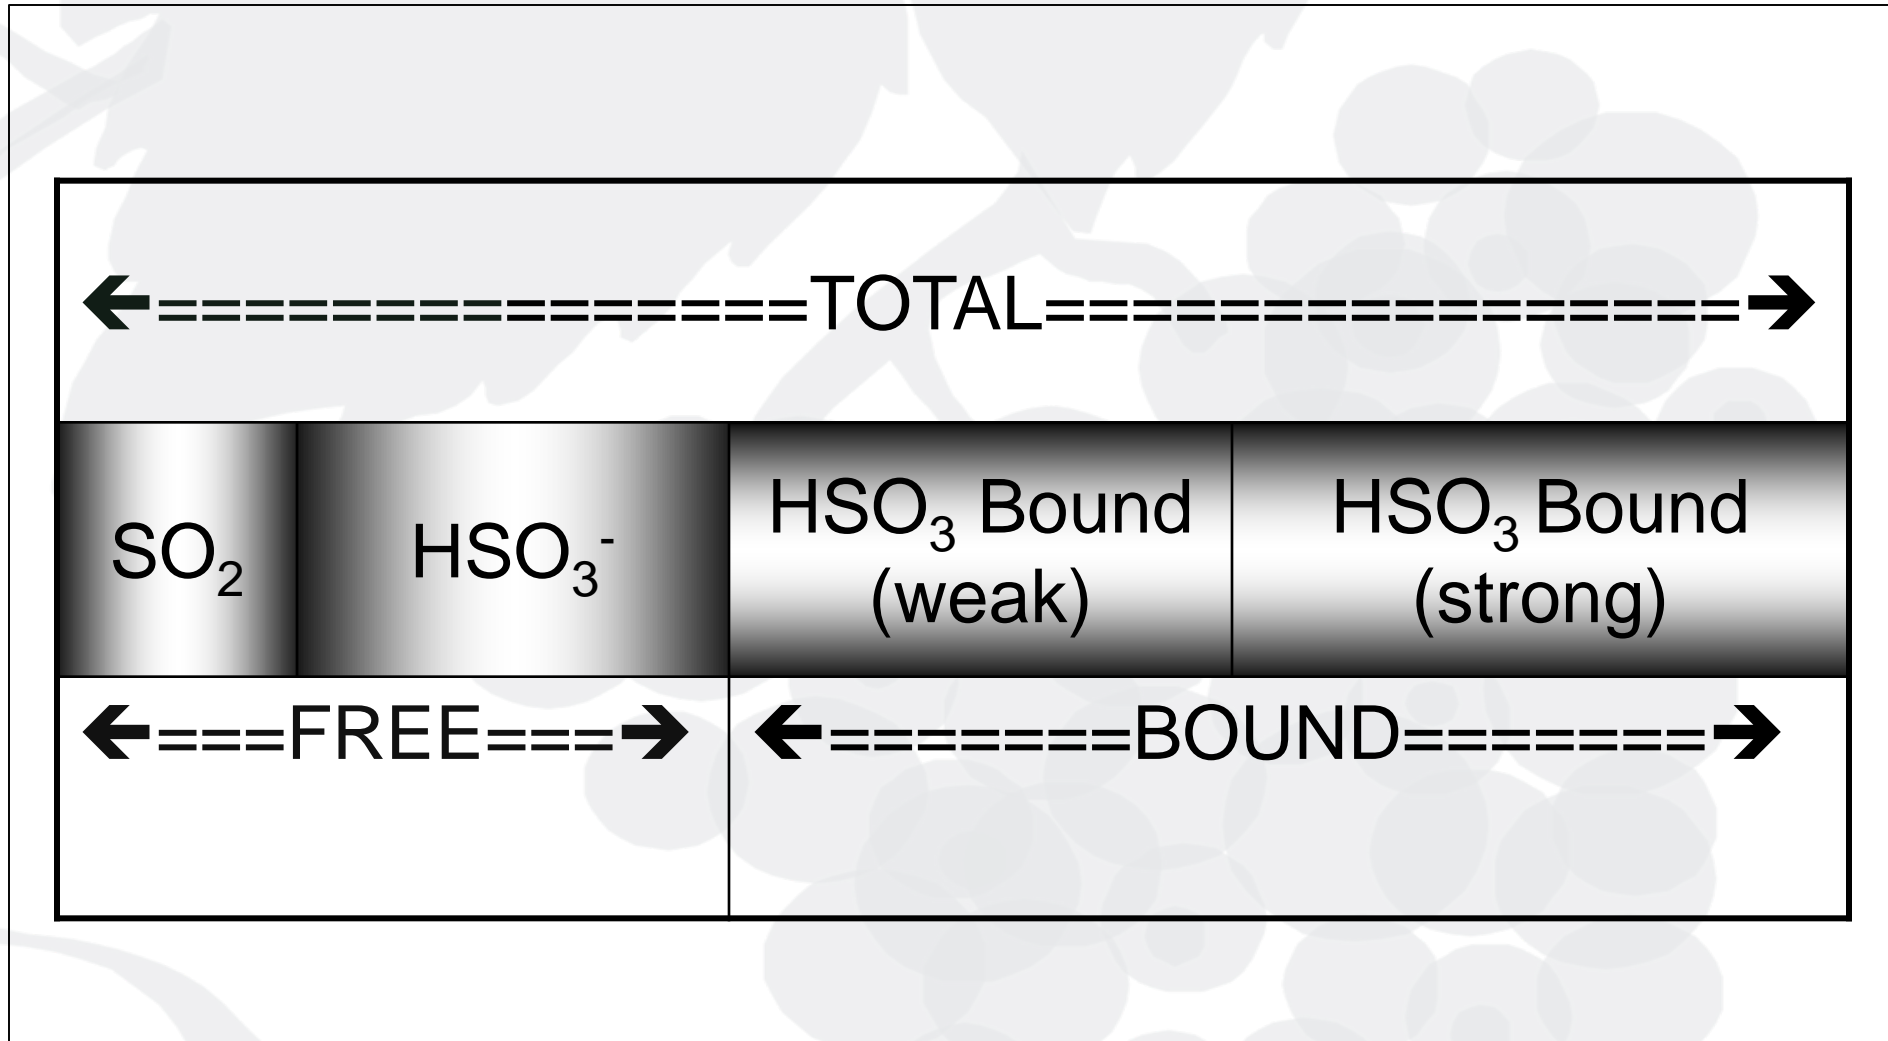 ←===============TOTAL================→
SO₂
HSO₃⁻
HSO₃ Bound
(weak)
HSO₃ Bound
(strong)
←===FREE===→
←=======BOUND=======→